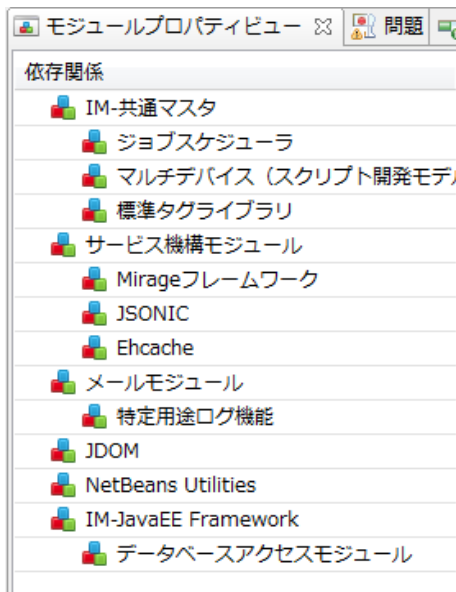 モジュールプロパティビュー 問題
依存関係
IM-共通マスタ
ジョブスケジューラ
マルチデバイス（スクリプト開発モデ
標準タグライブラリ
サービス機構モジュール
Mirageフレームワーク
JSONIC
Ehcache
メールモジュール
特定用途ログ機能
JDOM
NetBeans Utilities
IM-JavaEE Framework
データベースアクセスモジュール